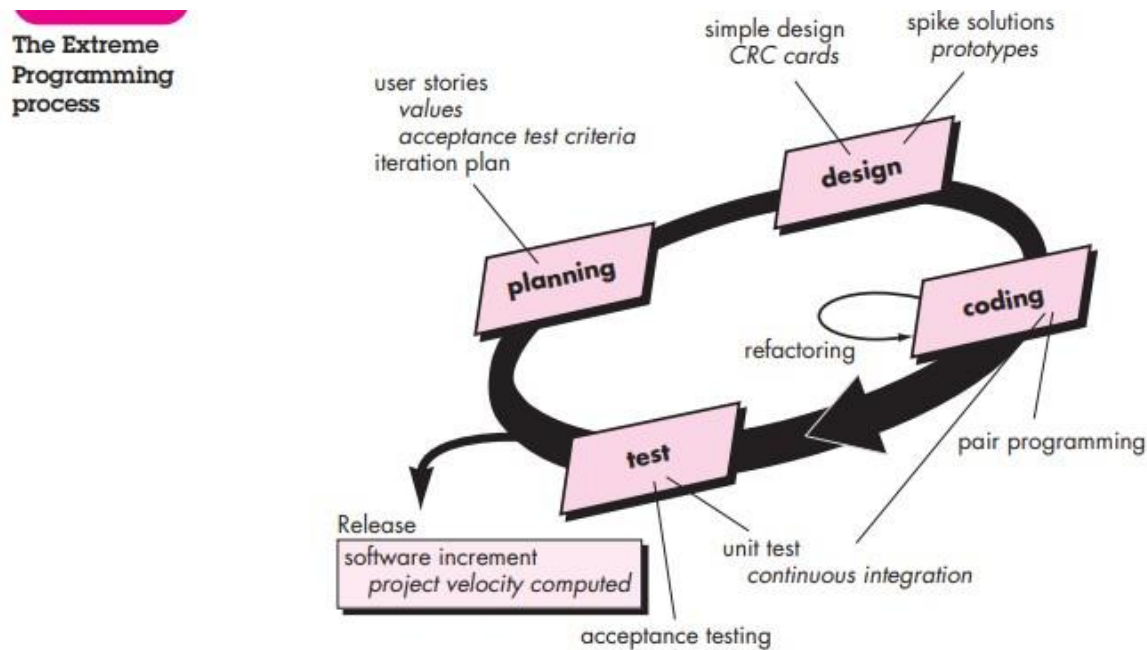 The Extreme
Programming
process
simple design
CRC cards
spike solutions
prototypes
user stories
values
acceptance test criteria
iteration plan
design
planning
coding
refactoring
test
pair programming
Release
software increment
project velocity computed
unit test
continuous integration
acceptance testing